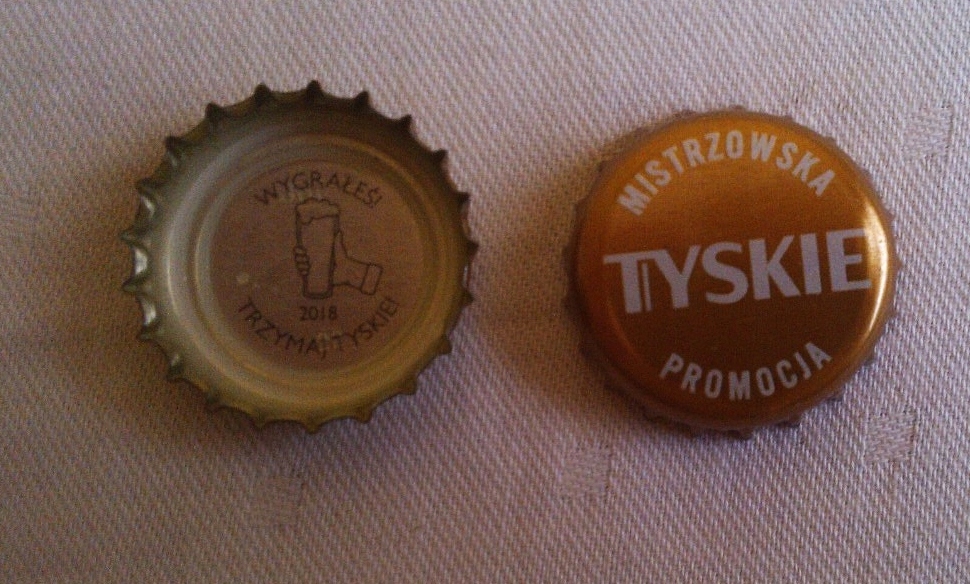 WYGRAŁEŚ!
2018
TRZYMAJ TYSKIE!
MISTRZOWSKA
TYSKIE
PROMOCJA